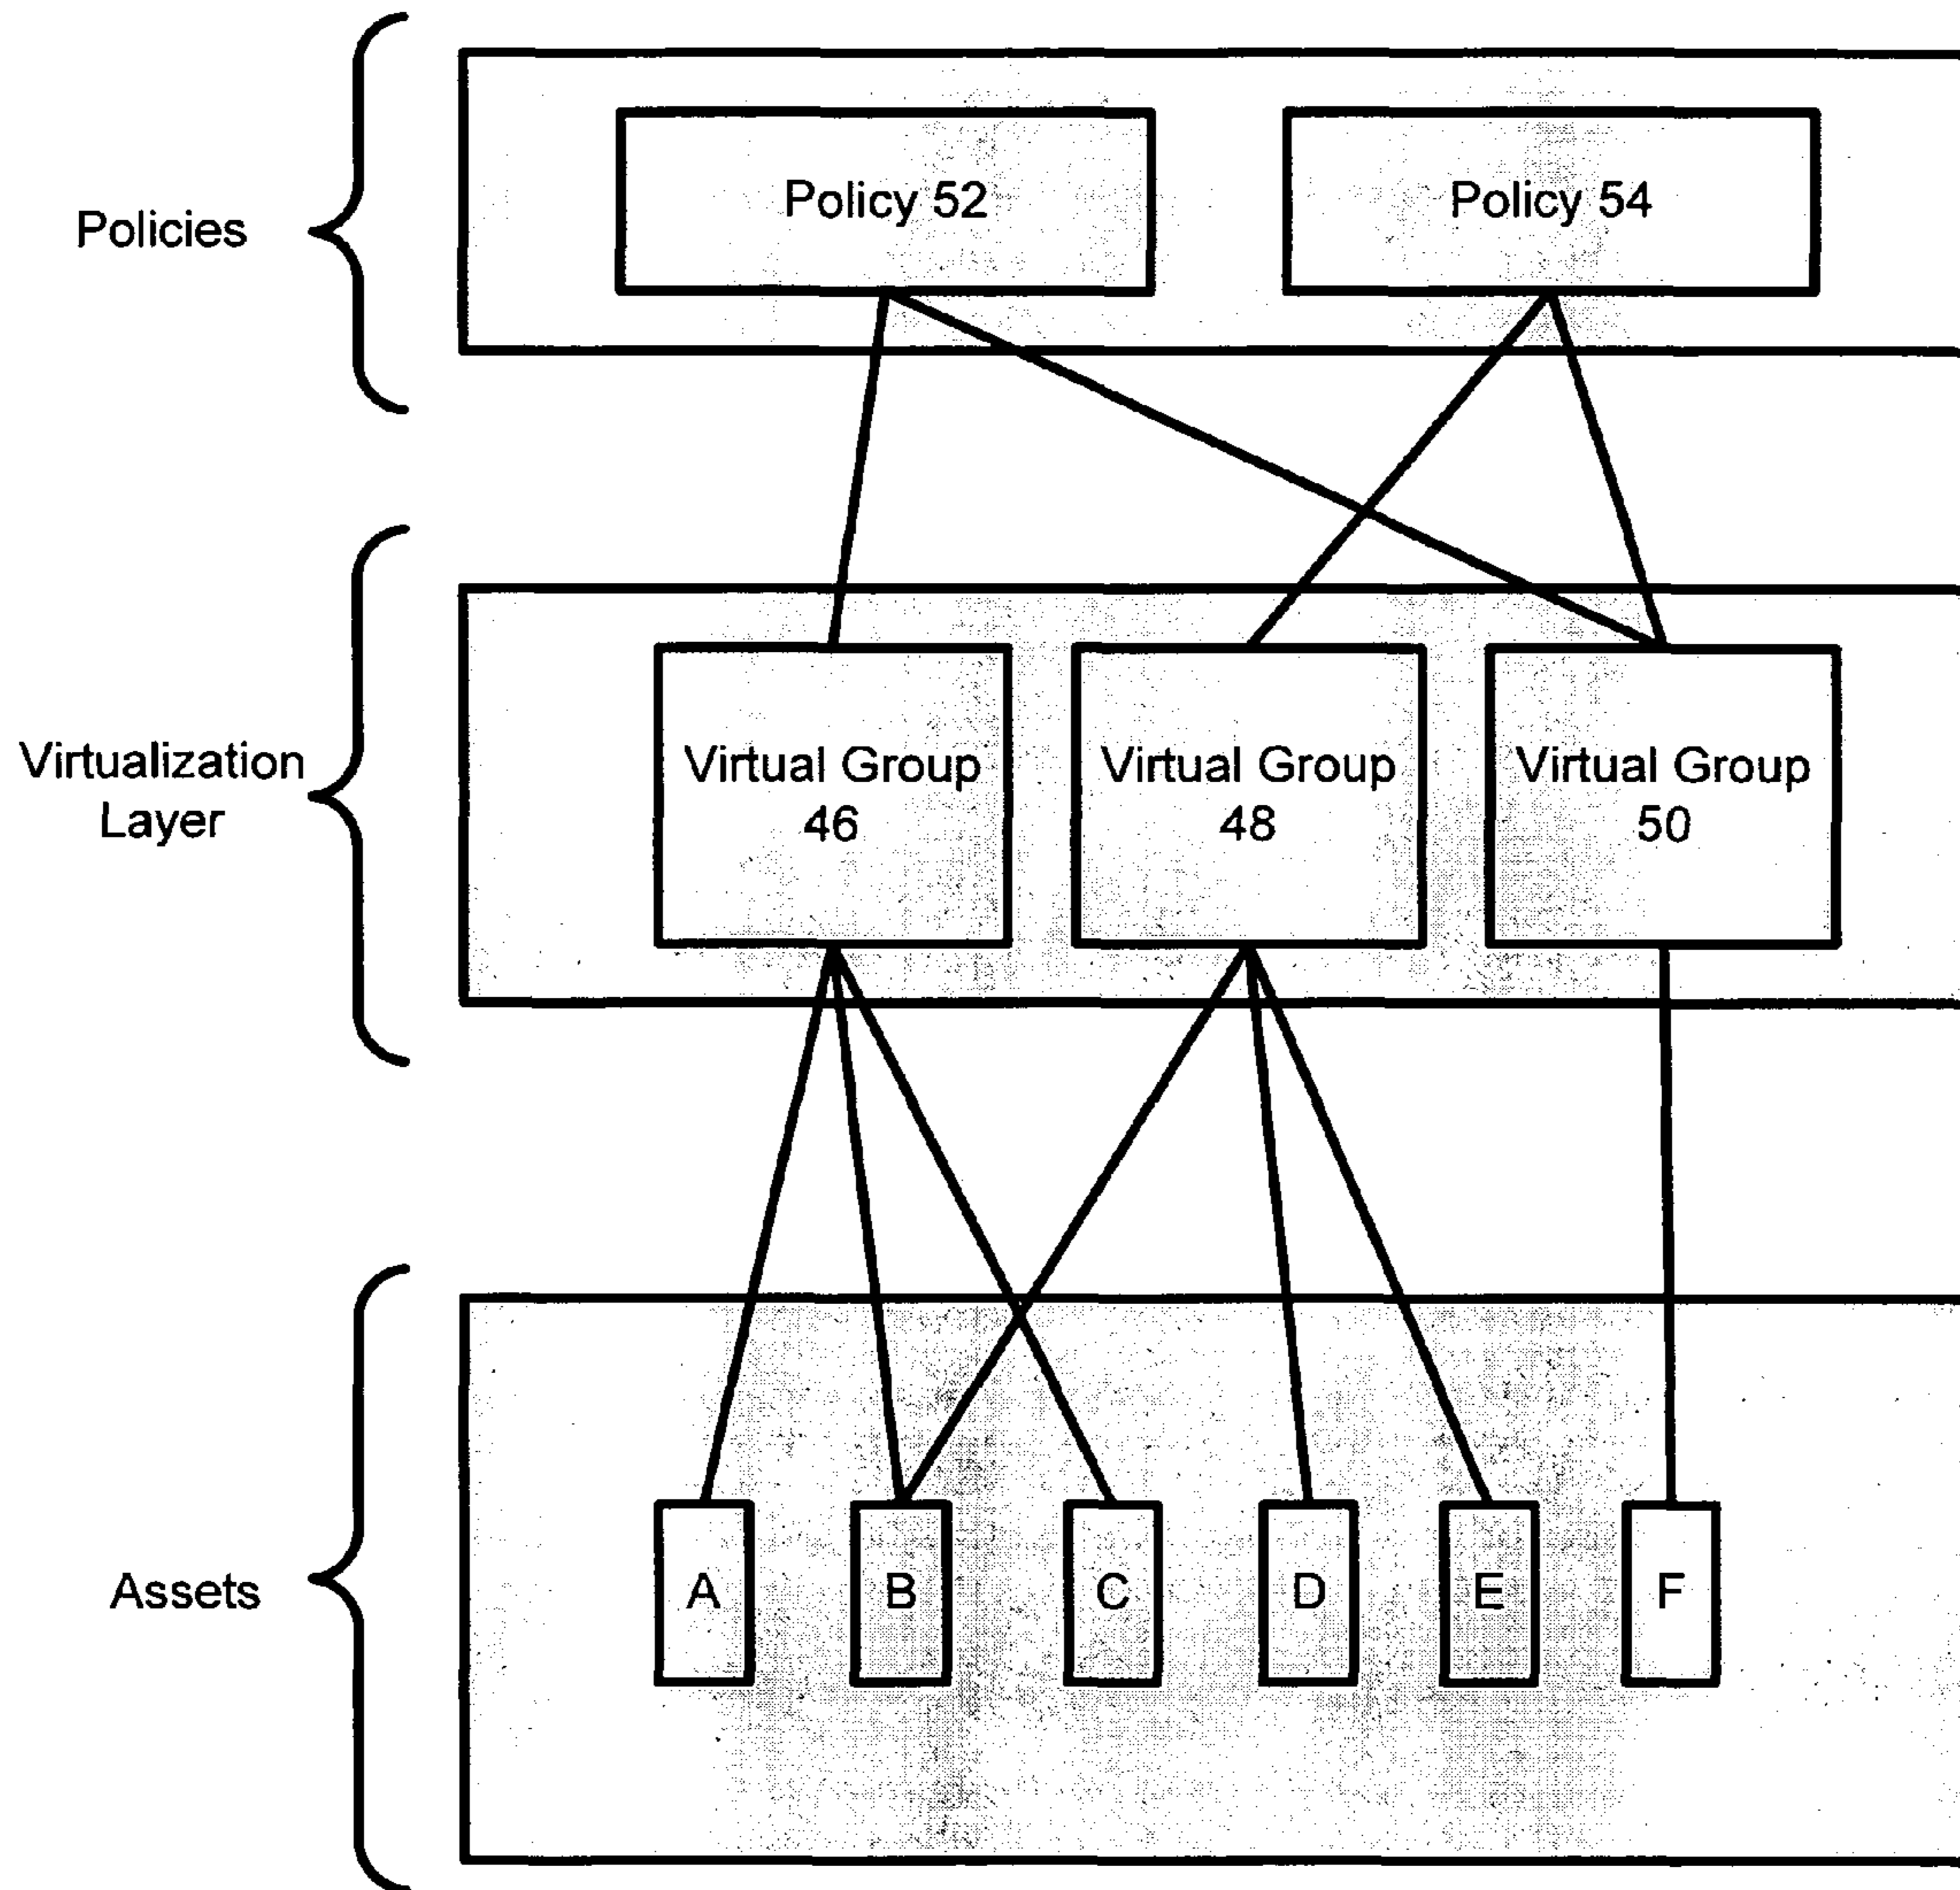 Policies
Policy 52
Policy 54
Virtualization
Layer
Virtual Group
46
Virtual Group
48
Virtual Group
50
Assets
A
B
C
D
E
F